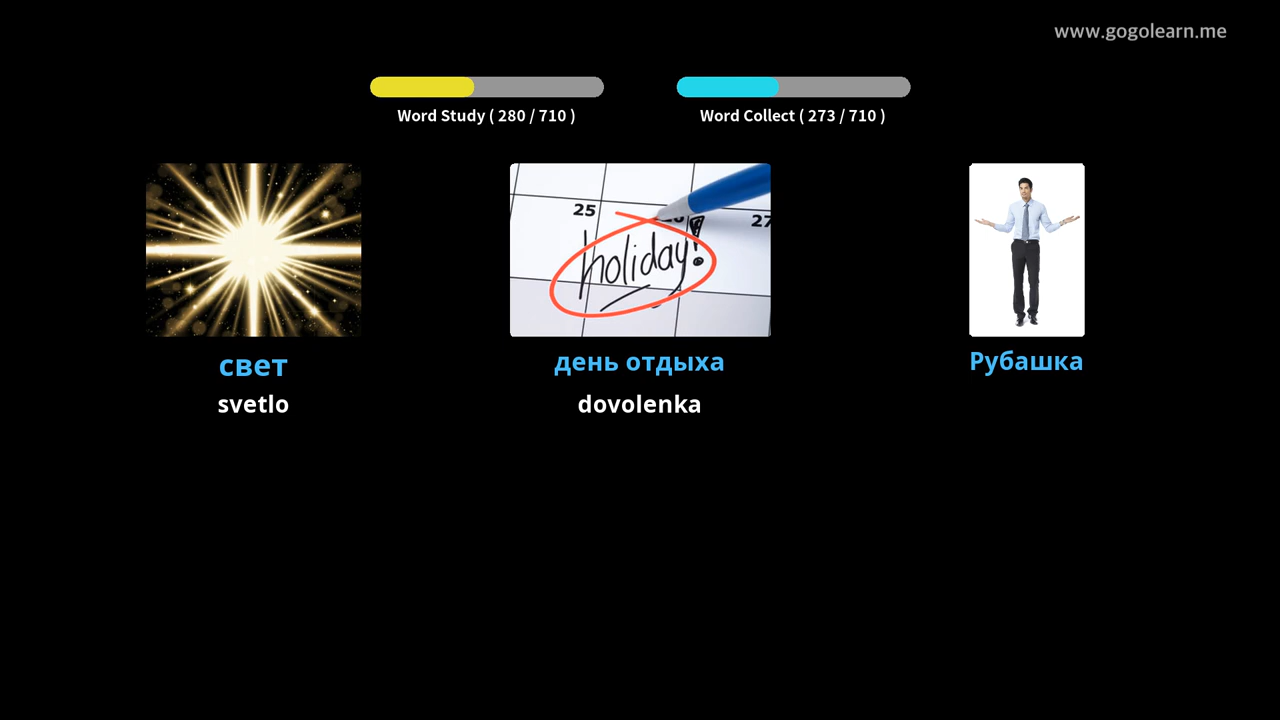 www.gogolearn.me
Word Study ( 280 / 710 )
Word Collect ( 273 / 710 )
25
27
holiday!
свет
день отдыха
Рубашка
svetlo
dovolenka